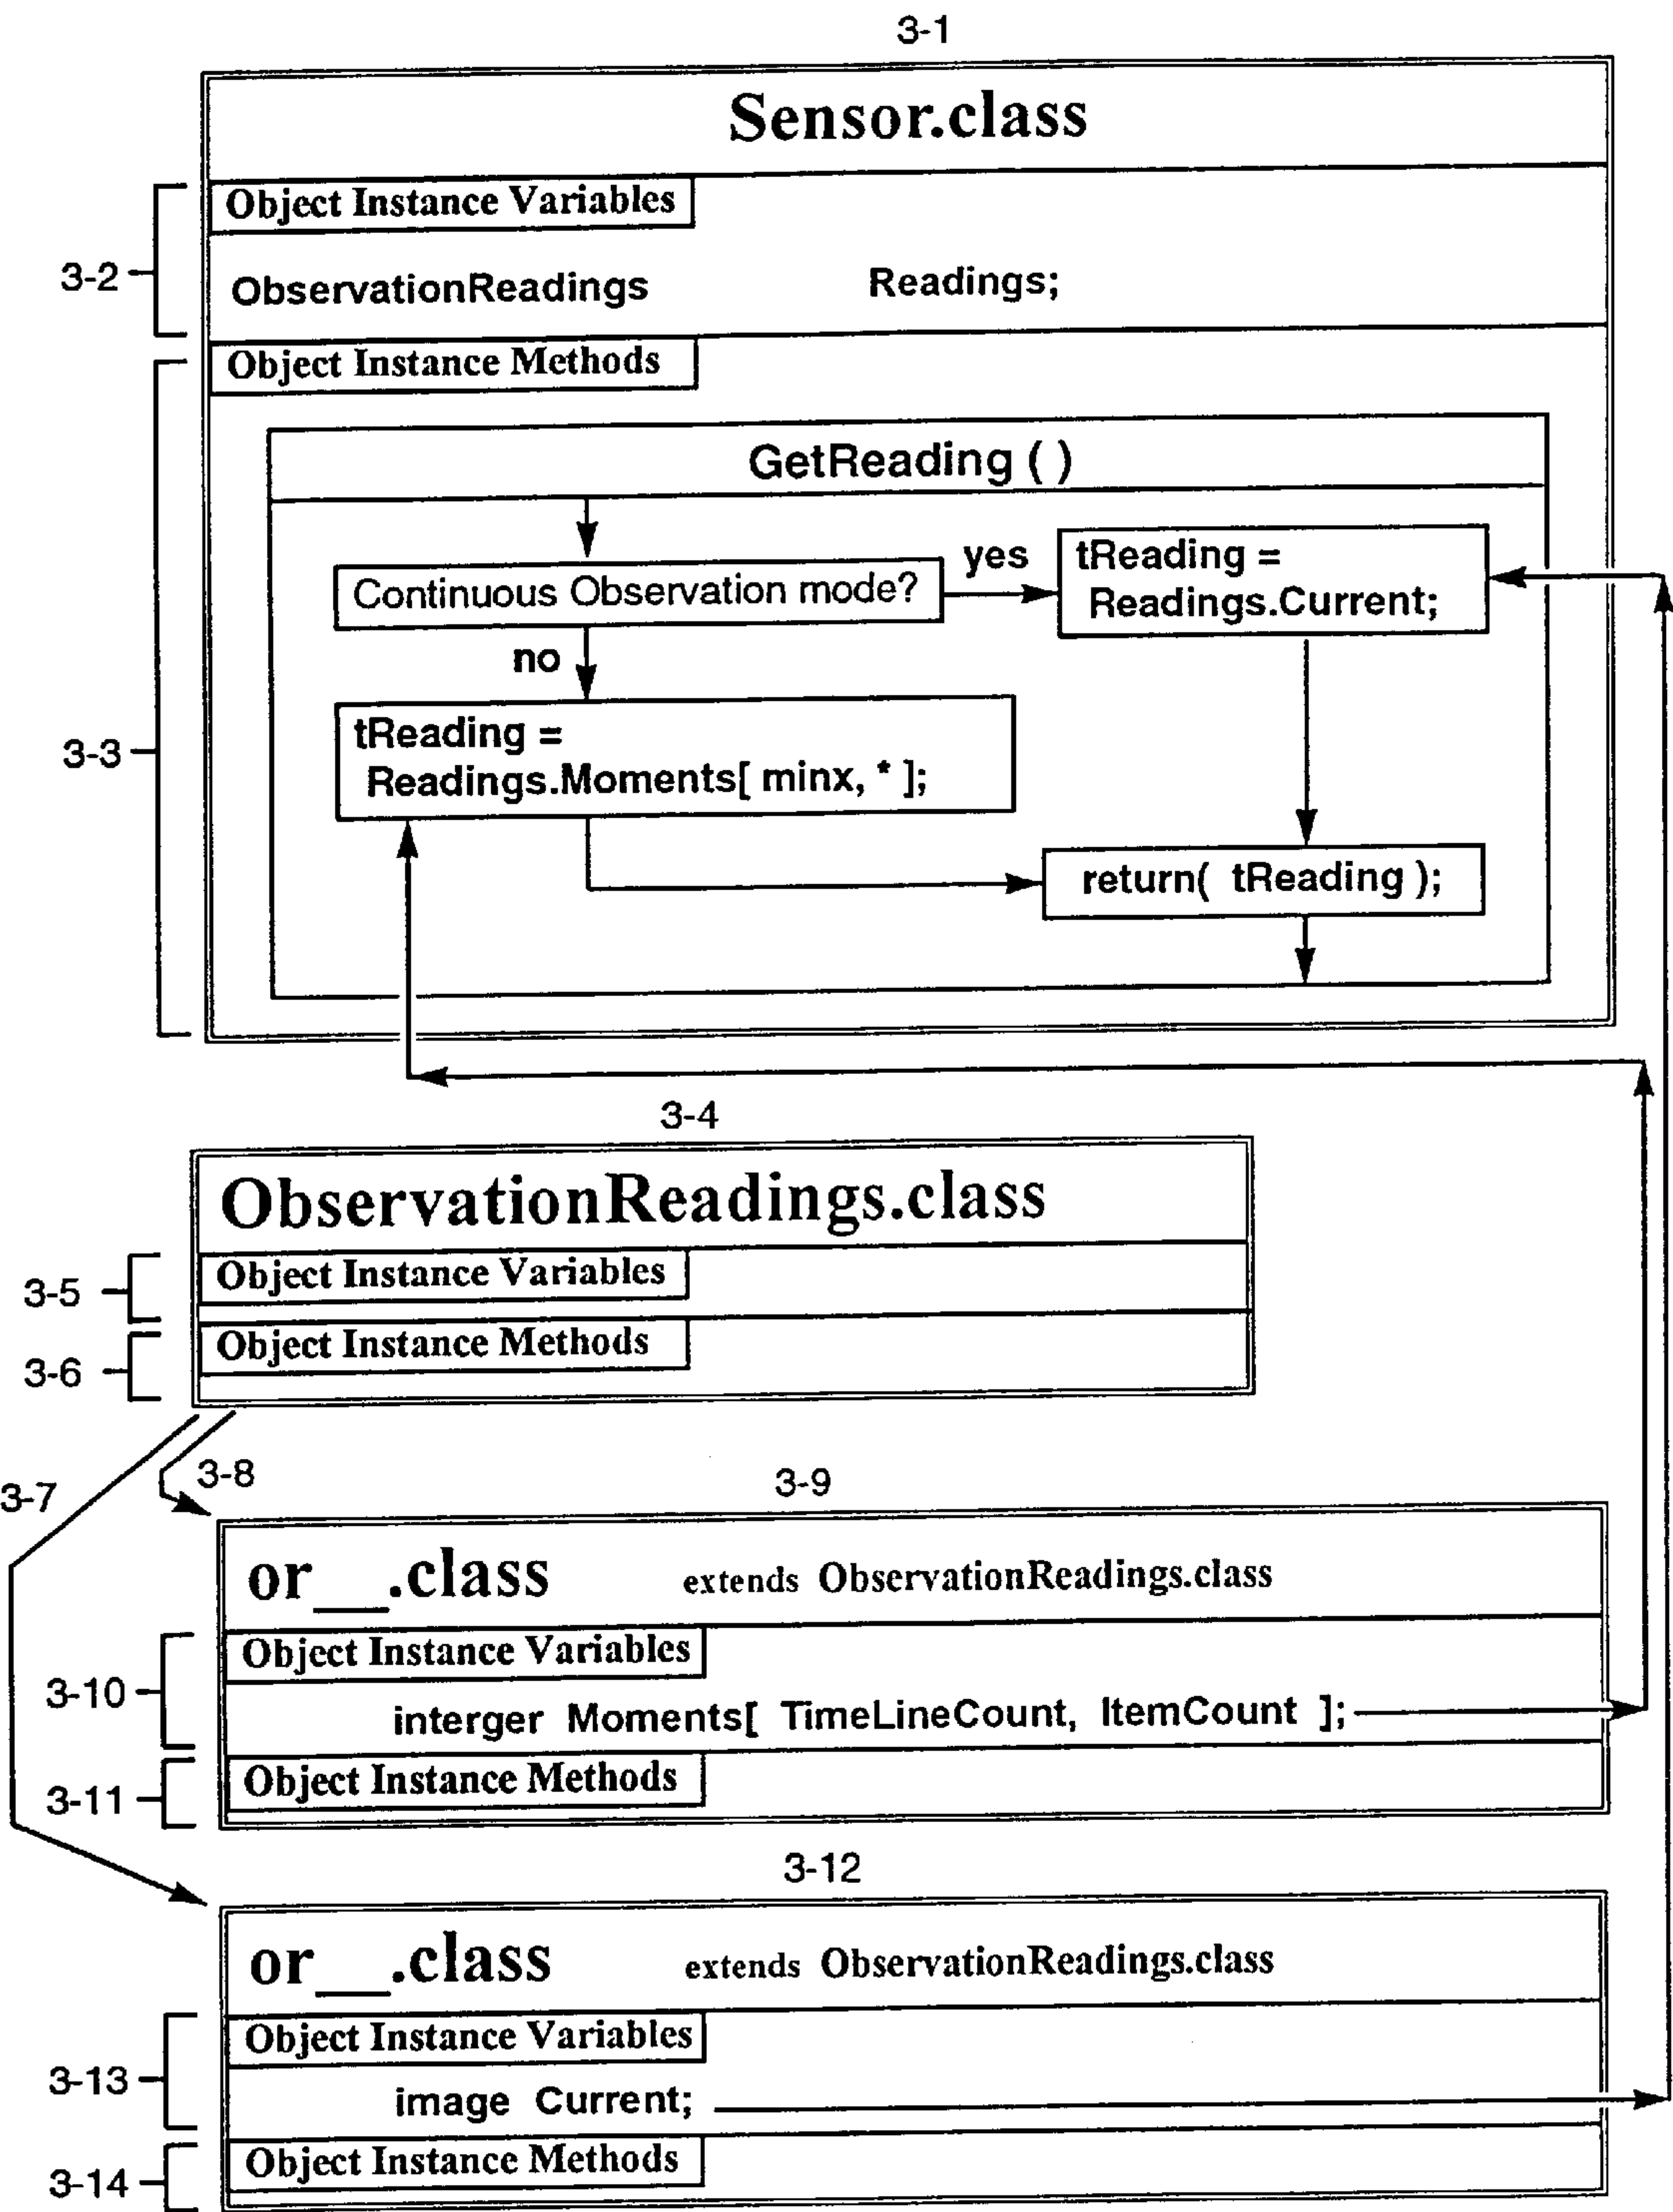 3-1
Sensor.class
Object Instance Variables
3-2
ObservationReadings Readings;
Object Instance Methods
GetReading ( )
Continuous Observation mode?
yes
tReading =
Readings.Current;
no
3-3
tReading =
Readings.Moments[ minx, * ];
return( tReading );
3-4
ObservationReadings.class
3-5
Object Instance Variables
3-6
Object Instance Methods
3-7
3-8
3-9
or___.class extends ObservationReadings.class
Object Instance Variables
3-10
interger Moments[ TimeLineCount, ItemCount ];
3-11
Object Instance Methods
3-12
or___.class extends ObservationReadings.class
Object Instance Variables
3-13
image Current;
3-14
Object Instance Methods